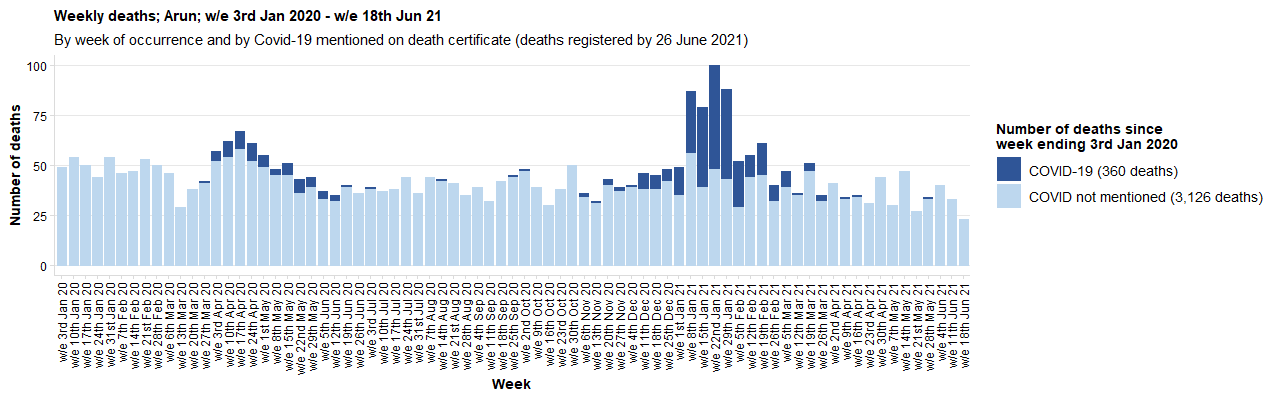 Weekly deaths; Arun; w/e 3rd Jan 2020 - w/e 18th Jun 21
By week of occurrence and by Covid-19 mentioned on death certificate (deaths registered by 26 June 2021)
Number of deaths
100
75
50
25
0
w/e 3rd Jan 20
w/e 10th Jan 20
w/e 17th Jan 20
w/e 24th Jan 20
w/e 31st Jan 20
w/e 7th Feb 20
w/e 14th Feb 20
w/e 21st Feb 20
w/e 28th Feb 20
w/e 6th Mar 20
w/e 13th Mar 20
w/e 20th Mar 20
w/e 27th Mar 20
w/e 3rd Apr 20
w/e 10th Apr 20
w/e 17th Apr 20
w/e 24th Apr 20
w/e 1st May 20
w/e 8th May 20
w/e 15th May 20
w/e 22nd May 20
w/e 29th May 20
w/e 5th Jun 20
w/e 12th Jun 20
w/e 19th Jun 20
w/e 26th Jun 20
w/e 3rd Jul 20
w/e 10th Jul 20
w/e 17th Jul 20
w/e 24th Jul 20
w/e 31st Jul 20
w/e 7th Aug 20
w/e 14th Aug 20
w/e 21st Aug 20
w/e 28th Aug 20
w/e 4th Sep 20
w/e 11th Sep 20
w/e 18th Sep 20
w/e 25th Sep 20
w/e 2nd Oct 20
w/e 9th Oct 20
w/e 16th Oct 20
w/e 23rd Oct 20
w/e 30th Oct 20
w/e 6th Nov 20
w/e 13th Nov 20
w/e 20th Nov 20
w/e 27th Nov 20
w/e 4th Dec 20
w/e 11th Dec 20
w/e 18th Dec 20
w/e 25th Dec 20
w/e 1st Jan 21
w/e 8th Jan 21
w/e 15th Jan 21
w/e 22nd Jan 21
w/e 29th Jan 21
w/e 5th Feb 21
w/e 12th Feb 21
w/e 19th Feb 21
w/e 26th Feb 21
w/e 5th Mar 21
w/e 12th Mar 21
w/e 19th Mar 21
w/e 26th Mar 21
w/e 2nd Apr 21
w/e 9th Apr 21
w/e 16th Apr 21
w/e 23rd Apr 21
w/e 30th Apr 21
w/e 7th May 21
w/e 14th May 21
w/e 21st May 21
w/e 28th May 21
w/e 4th Jun 21
w/e 11th Jun 21
w/e 18th Jun 21
Week
Number of deaths since
week ending 3rd Jan 2020
COVID-19 (360 deaths)
COVID not mentioned (3,126 deaths)